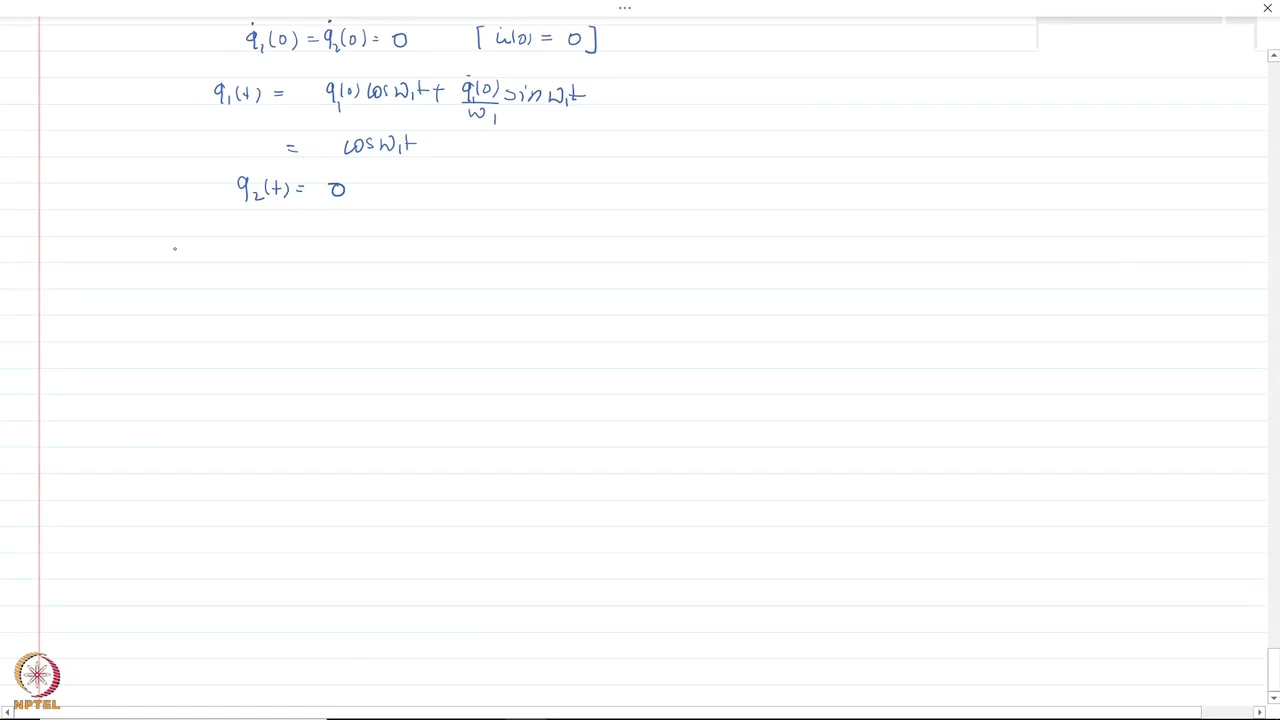 q̇₁(0) = q̇₂(0) = 0 [ u̇(0) = 0 ]
q₁(t) = q₁(0) cos ω₁t + q̇₁(0)/ω₁ sin ω₁t
= cos ω₁t
q₂(t) = 0
NPTEL